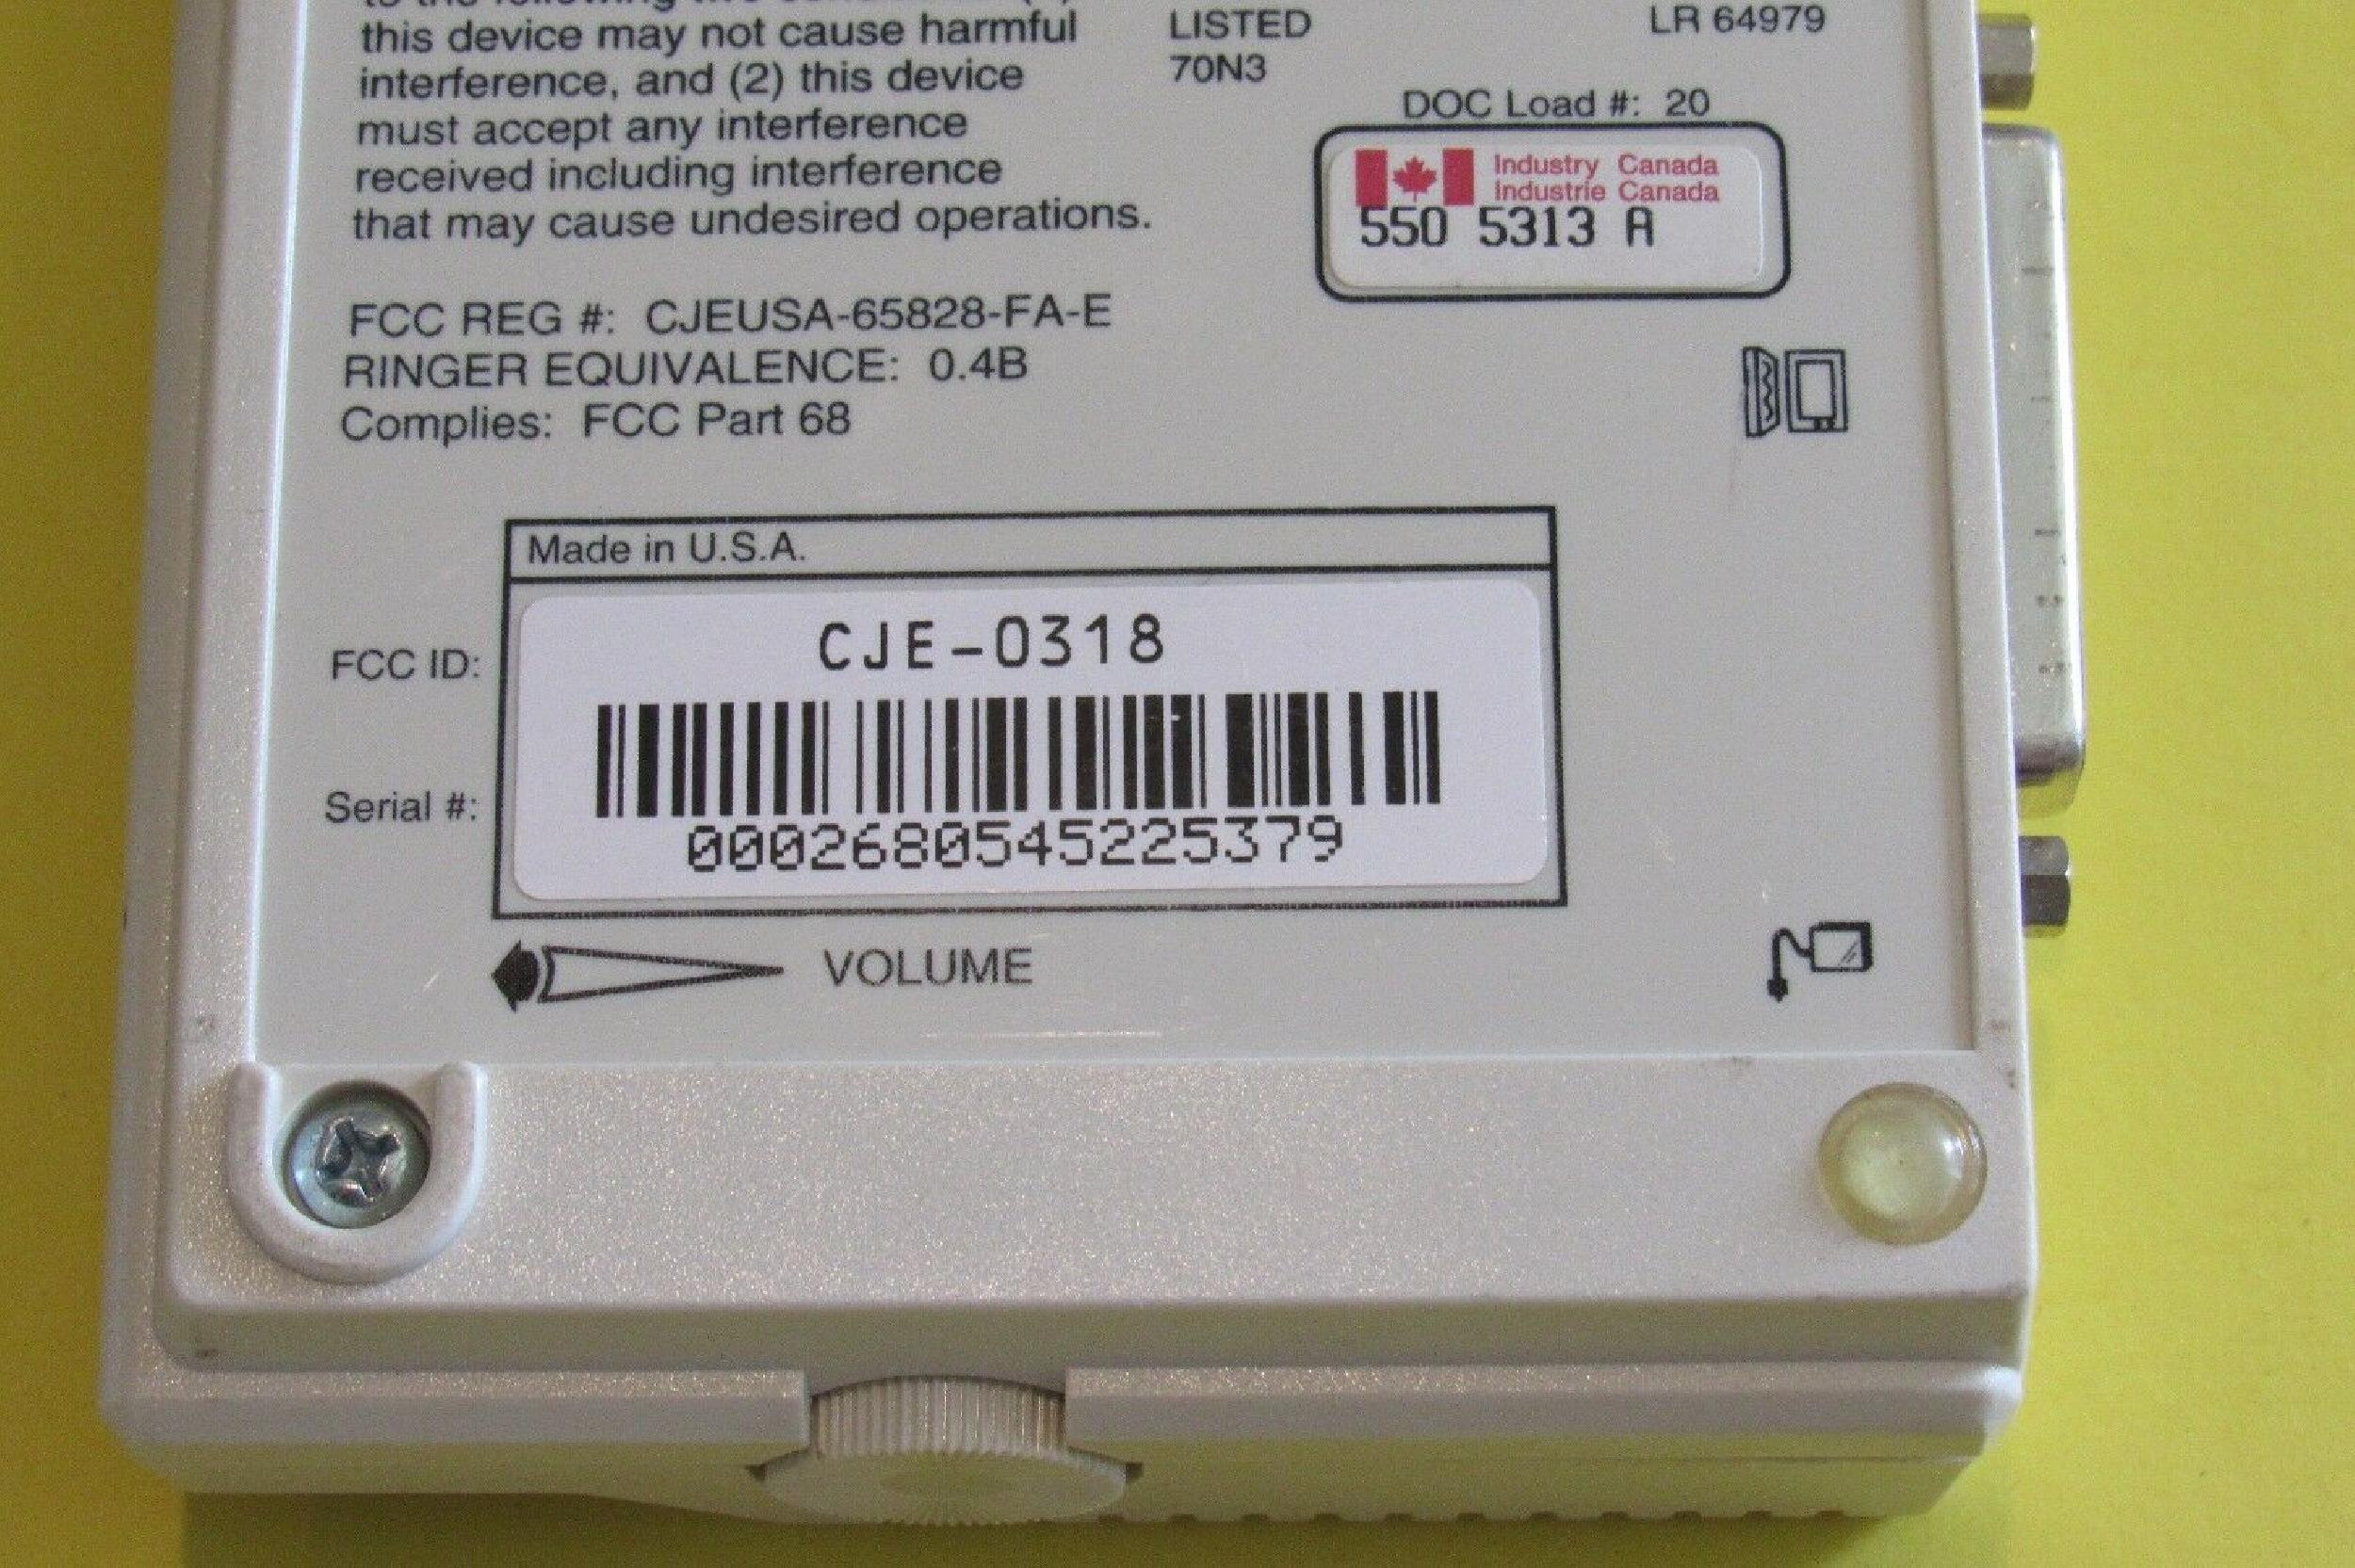 this device may not cause harmful
interference, and (2) this device
must accept any interference
received including interference
that may cause undesired operations.
LISTED
70N3
LR 64979
DOC Load #: 20
Industry Canada
Industrie Canada
550 5313 A
FCC REG #: CJEUSA-65828-FA-E
RINGER EQUIVALENCE: 0.4B
Complies: FCC Part 68
Made in U.S.A.
FCC ID: CJE-0318
Serial #: 0002680545225379
VOLUME